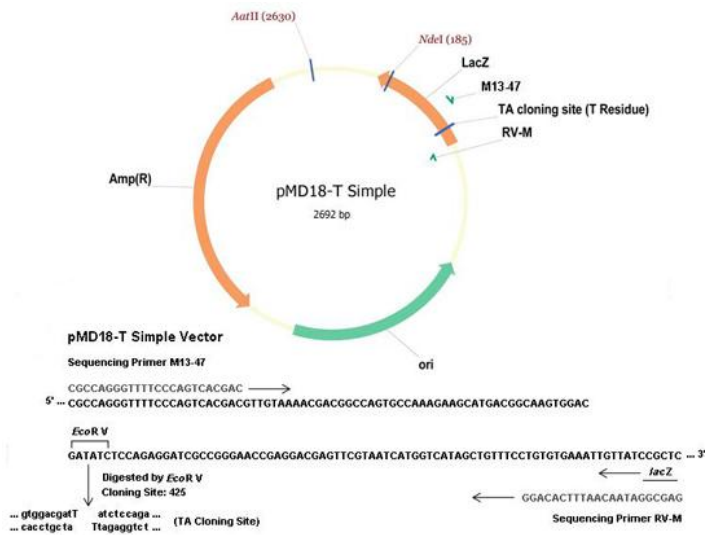 AatII (2630)
NdeI (185)
LacZ
M13-47
TA cloning site (T Residue)
RV-M
Amp(R)
pMD18-T Simple
2692 bp
ori
pMD18-T Simple Vector
Sequencing Primer M13-47
CGCCAGGGTTTTCCCAGTCACGAC
5' ... CGCCAGGGTTTTCCCAGTCACGACGTTGTAAAACGACGGCCAGTGCCAAAGAAGCATGACGGCAAGTGGAC
EcoR V
GATATCTCCAGAGGATCGCCGGGAACCGAGGACGAGTTCGTAATCATGGTCATAGCTGTTTCCTGTGTGAAATTGTTATCCGCTC ... 3'
Digested by EcoR V
Cloning Site: 425
lacZ
... gtggacgatT atctccaga ...
... cacctgcta Ttagaggtct ...
(TA Cloning Site)
GGACACTTTAACAATAGGCGAG
Sequencing Primer RV-M